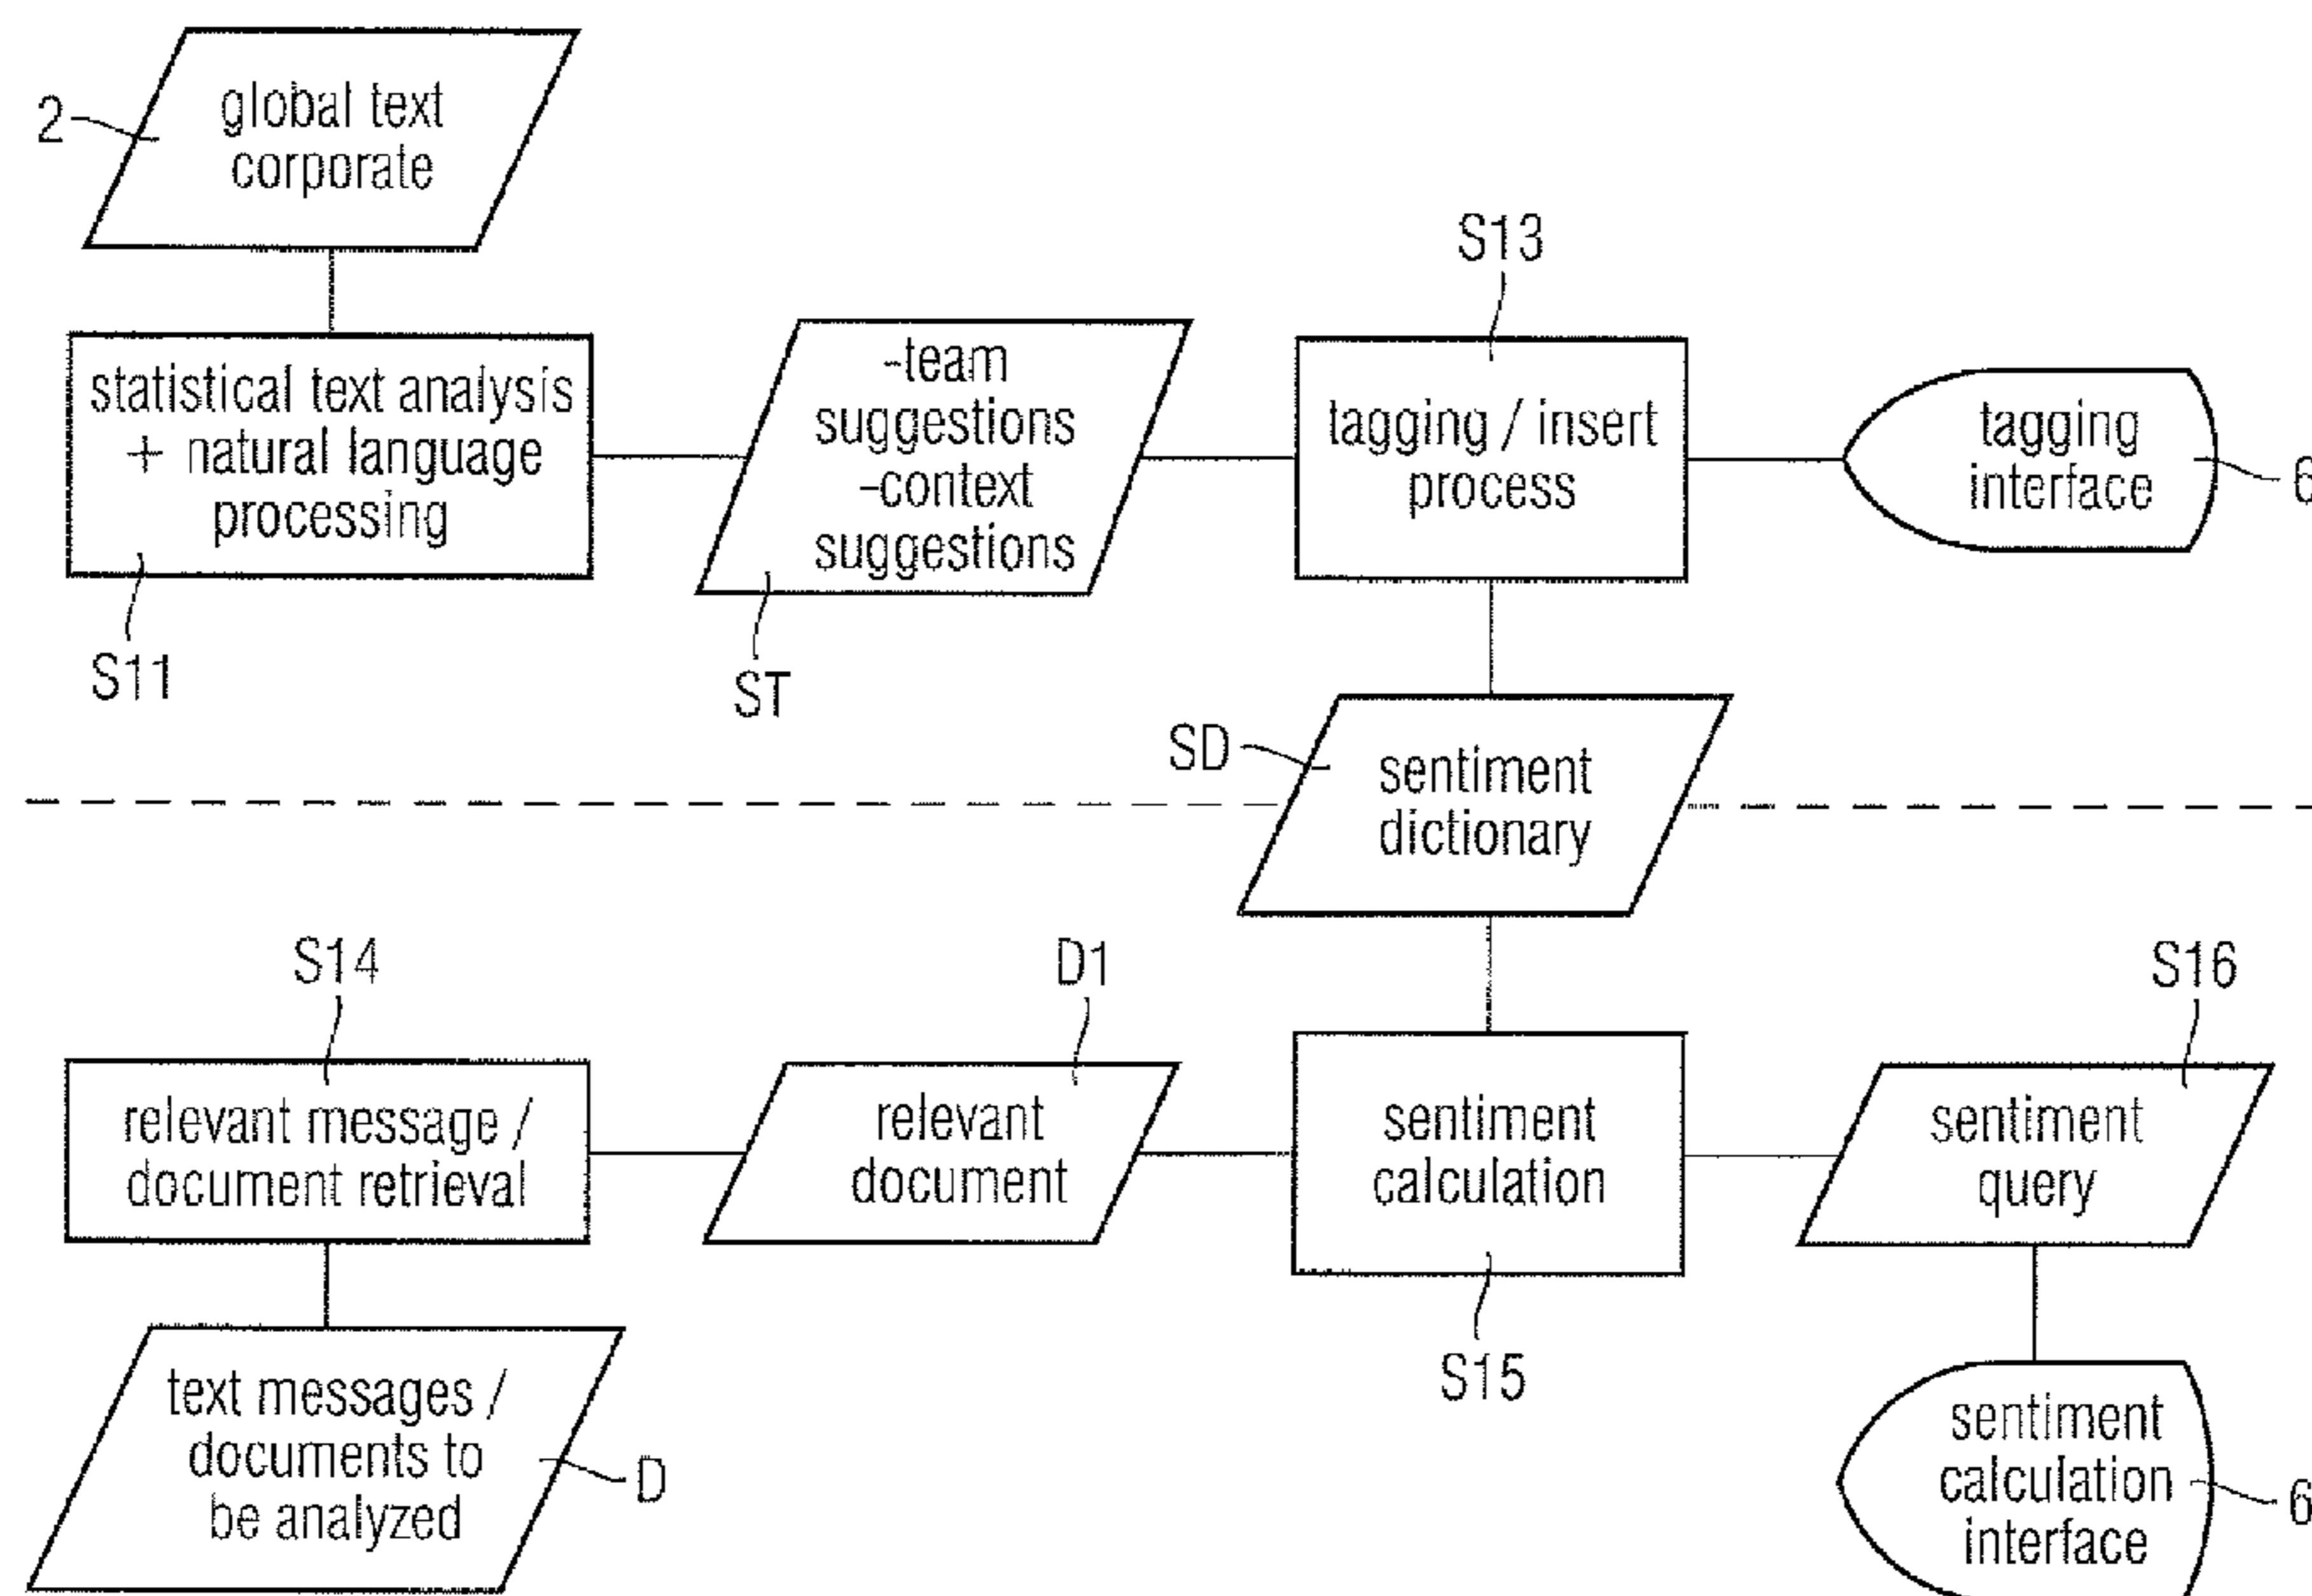 2
global text
corporate
S13
statistical text analysis
+ natural language
processing
-team
suggestions
-context
suggestions
tagging / insert
process
tagging
interface
6
S11
ST
SD
sentiment
dictionary
S14
D1
S16
relevant message /
document retrieval
relevant
document
sentiment
calculation
sentiment
query
S15
text messages /
documents to
be analyzed
D
sentiment
calculation
interface
6